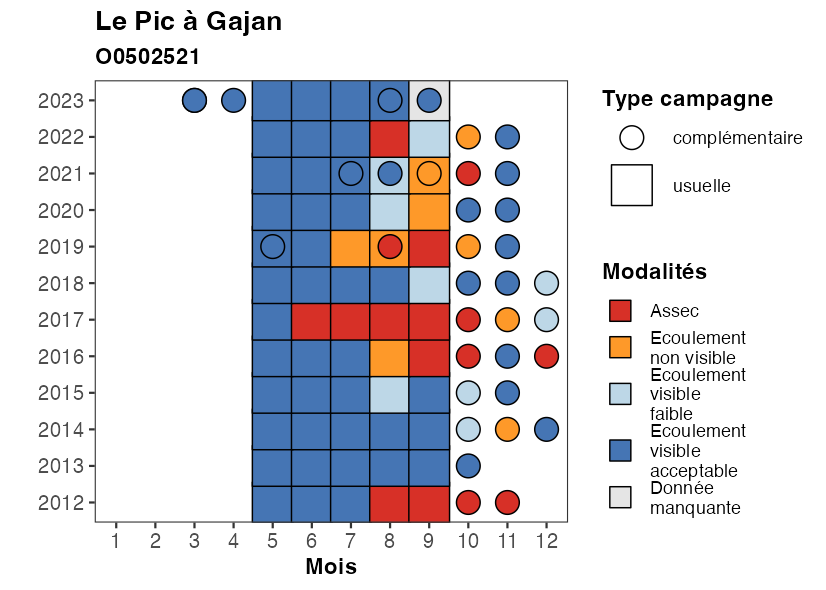 Le Pic à Gajan
O0502521
2023
2022
2021
2020
2019
2018
2017
2016
2015
2014
2013
2012
1 2 3 4 5 6 7 8 9 10 11 12
Mois
Type campagne
complémentaire
usuelle
Modalités
Assec
Ecoulement
non visible
Ecoulement
visible
faible
Ecoulement
visible
acceptable
Donnée
manquante